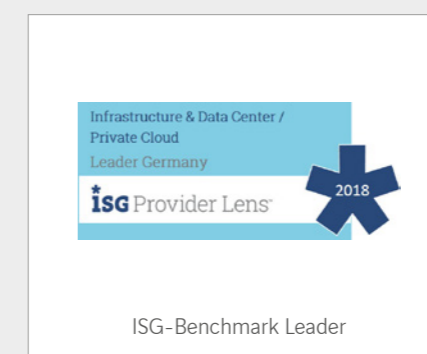 Infrastructure & Data Center /
Private Cloud
Leader Germany
ISG Provider Lens™
2018
ISG-Benchmark Leader